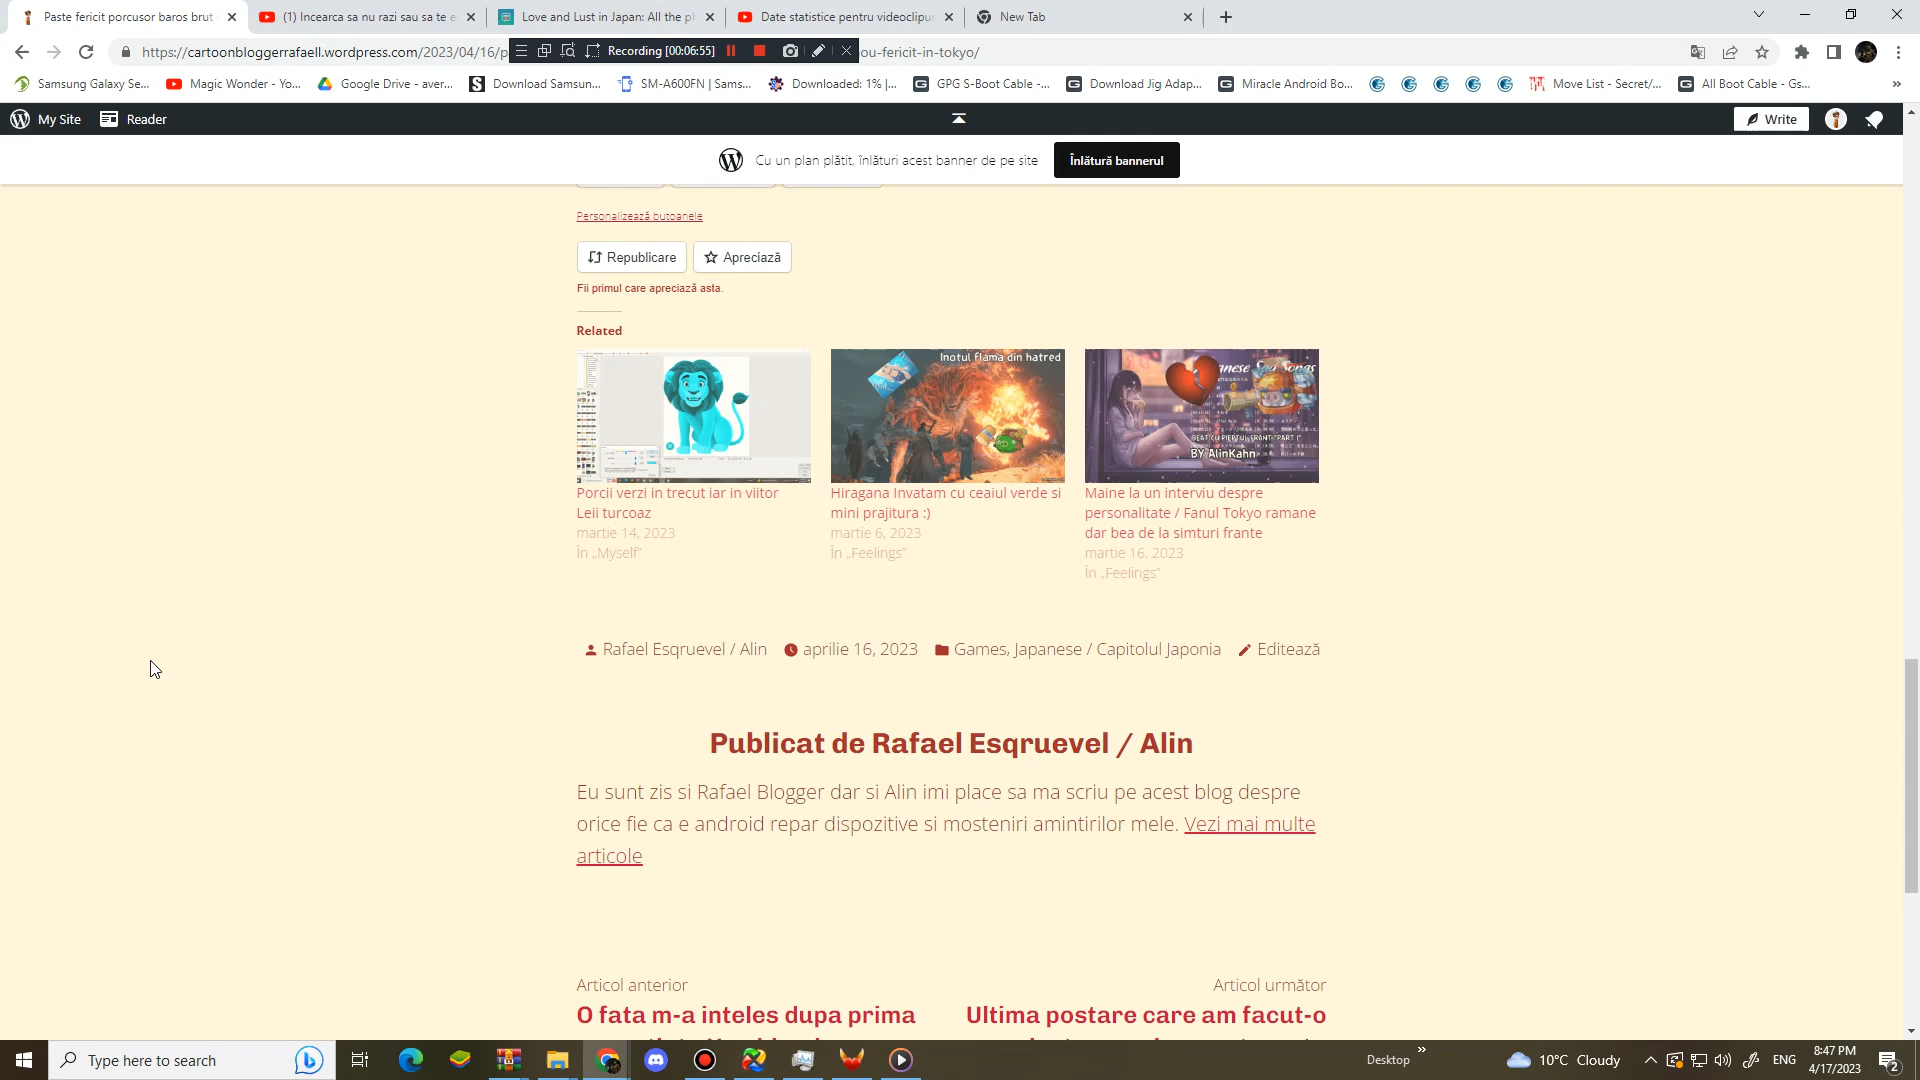 Paste fericit porcusor baros brut
(1) Incearca sa nu razi sau sa te e
Love and Lust in Japan: All the ph
Date statistice pentru videoclipur
New Tab
https://cartoonbloggerrafaell.wordpress.com/2023/04/16/p
Recording [00:06:55]
ou-fericit-in-tokyo/
Samsung Galaxy Se...
Magic Wonder - Yo...
Google Drive - aver...
Download Samsun...
SM-A600FN | Sams...
Downloaded: 1% |...
GPG S-Boot Cable -...
Download Jig Adap...
Miracle Android Bo...
Move List - Secret/...
All Boot Cable - Gs...
My Site
Reader
Write
Cu un plan plătit, înlături acest banner de pe site
Înlătură bannerul
Personalizează butoanele
Republicare
Apreciază
Fii primul care apreciază asta.
Related
Inotul flama din hatred
BEAT CU PIEPTUL FRANT(PART 1)
BY AlinKahn
Porcii verzi in trecut iar in viitor
Leii turcoaz
martie 14, 2023
În „Myself”
Hiragana Invatam cu ceaiul verde si
mini prajitura :)
martie 6, 2023
În „Feelings”
Maine la un interviu despre
personalitate / Fanul Tokyo ramane
dar bea de la simturi frante
martie 16, 2023
În „Feelings”
Rafael Esqruevel / Alin
aprilie 16, 2023
Games, Japanese / Capitolul Japonia
Editează
Publicat de Rafael Esqruevel / Alin
Eu sunt zis si Rafael Blogger dar si Alin imi place sa ma scriu pe acest blog despre
orice fie ca e android repar dispozitive si mosteniri amintirilor mele. Vezi mai multe
articole
Articol anterior
O fata m-a inteles dupa prima
Articol următor
Ultima postare care am facut-o
Type here to search
Desktop
10°C Cloudy
ENG
8:47 PM
4/17/2023
2